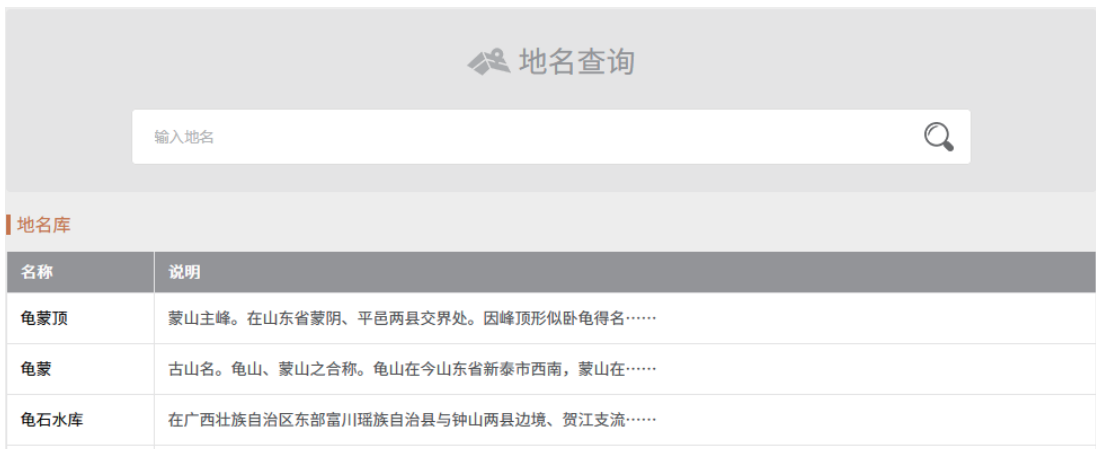 地名查询
输入地名
地名库
名称 说明
龟蒙顶 蒙山主峰。在山东省蒙阴、平邑两县交界处。因峰顶形似卧龟得名……
龟蒙 古山名。龟山、蒙山之合称。龟山在今山东省新泰市西南，蒙山在……
龟石水库 在广西壮族自治区东部富川瑶族自治县与钟山两县边境、贺江支流……